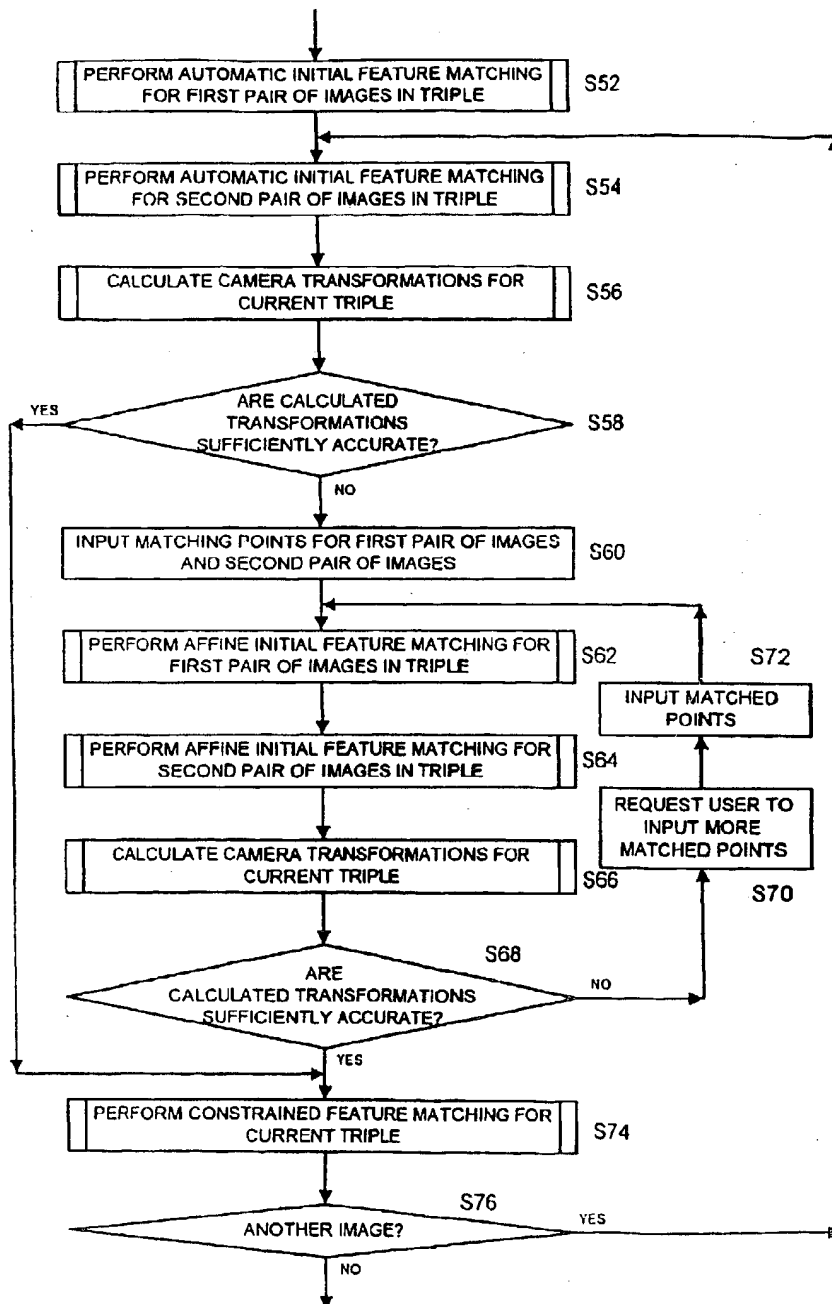 PERFORM AUTOMATIC INITIAL FEATURE MATCHING
FOR FIRST PAIR OF IMAGES IN TRIPLE
S52
PERFORM AUTOMATIC INITIAL FEATURE MATCHING
FOR SECOND PAIR OF IMAGES IN TRIPLE
S54
CALCULATE CAMERA TRANSFORMATIONS FOR
CURRENT TRIPLE
S56
YES
ARE CALCULATED
TRANSFORMATIONS
SUFFICIENTLY ACCURATE?
S58
NO
INPUT MATCHING POINTS FOR FIRST PAIR OF IMAGES
AND SECOND PAIR OF IMAGES
S60
PERFORM AFFINE INITIAL FEATURE MATCHING FOR
FIRST PAIR OF IMAGES IN TRIPLE
S62
S72
INPUT MATCHED
POINTS
PERFORM AFFINE INITIAL FEATURE MATCHING FOR
SECOND PAIR OF IMAGES IN TRIPLE
S64
REQUEST USER TO
INPUT MORE
MATCHED POINTS
S70
CALCULATE CAMERA TRANSFORMATIONS FOR
CURRENT TRIPLE
S66
S68
ARE
CALCULATED TRANSFORMATIONS
SUFFICIENTLY ACCURATE?
NO
YES
PERFORM CONSTRAINED FEATURE MATCHING FOR
CURRENT TRIPLE
S74
S76
ANOTHER IMAGE?
YES
NO